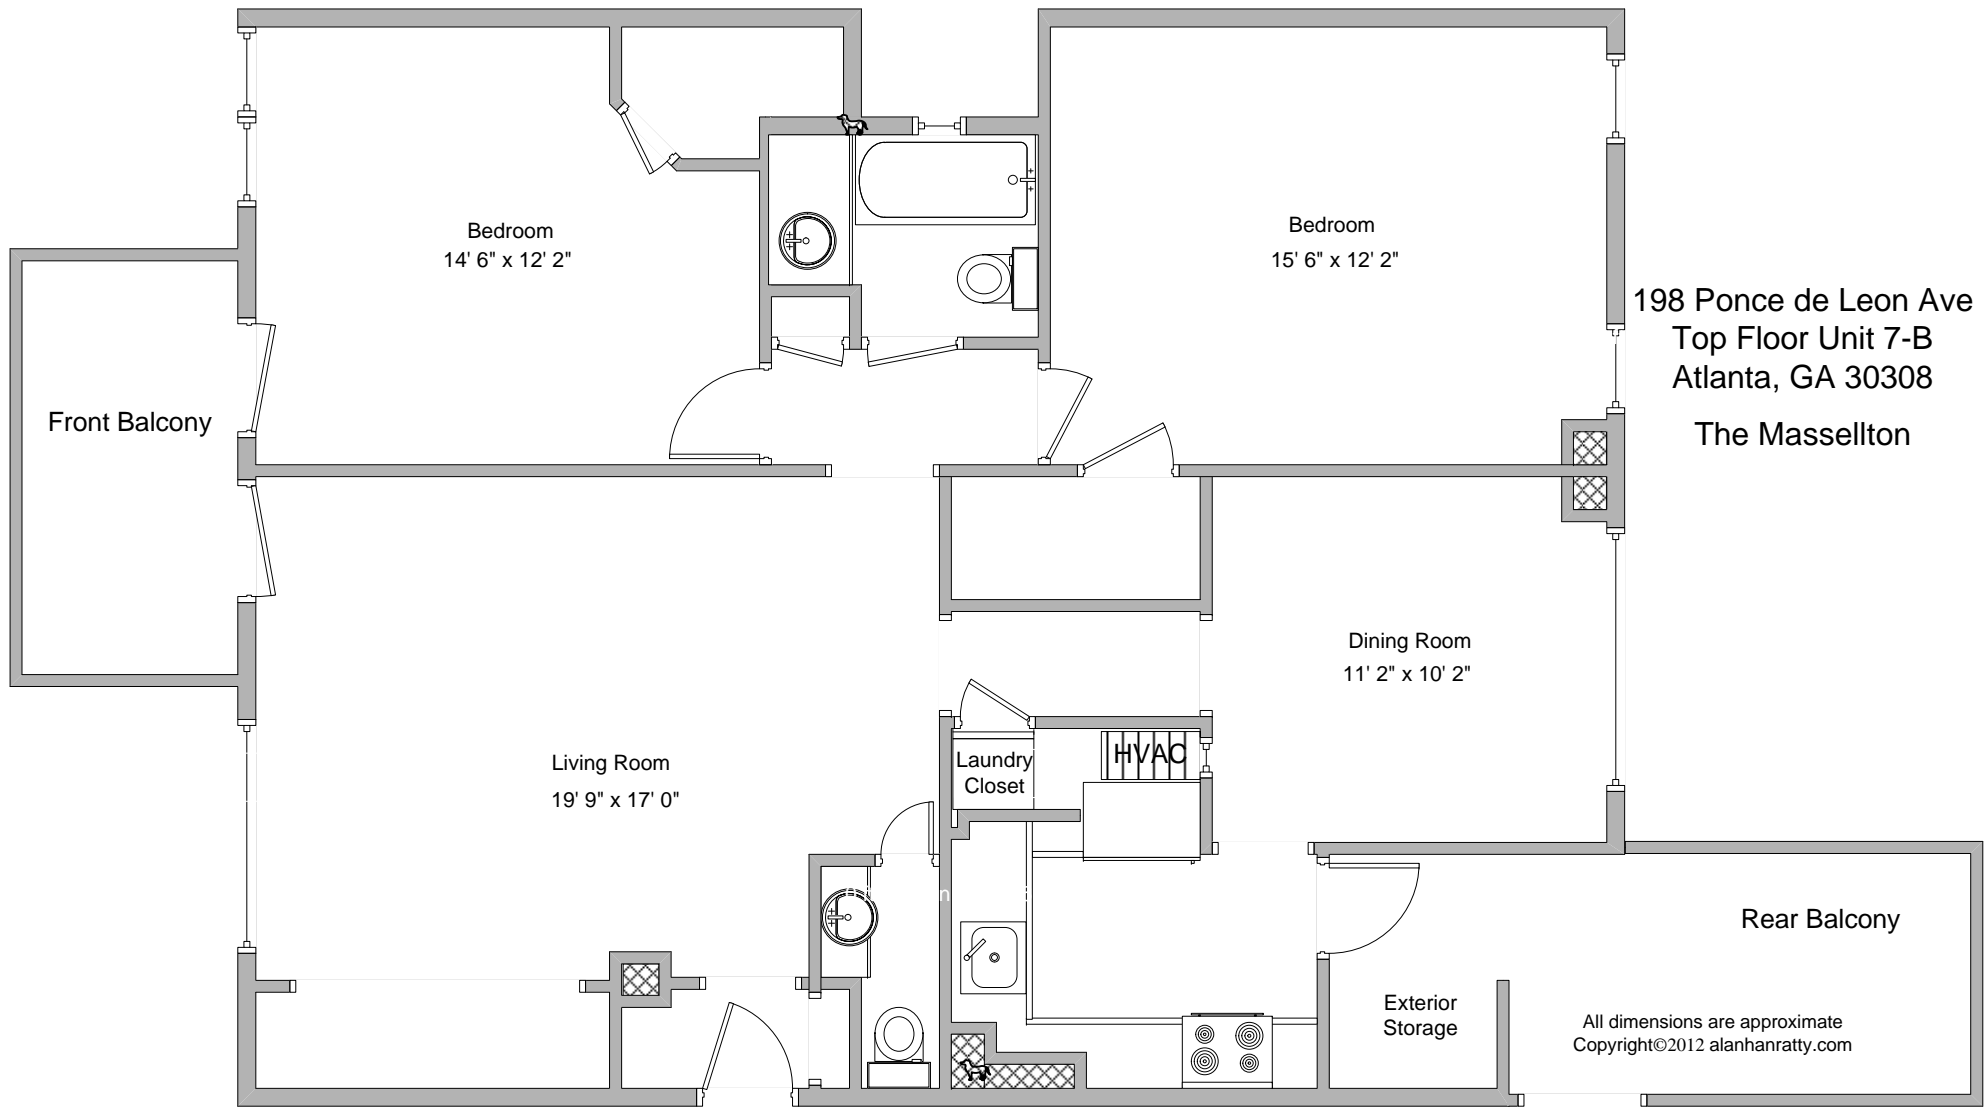 Bedroom
14' 6" x 12' 2"
Bedroom
15' 6" x 12' 2"
198 Ponce de Leon Ave
Top Floor Unit 7-B
Atlanta, GA 30308
The Massellton
Front Balcony
Dining Room
11' 2" x 10' 2"
Living Room
19' 9" x 17' 0"
Laundry
Closet
HVAC
Rear Balcony
Exterior
Storage
All dimensions are approximate
Copyright©2012 alanhanratty.com